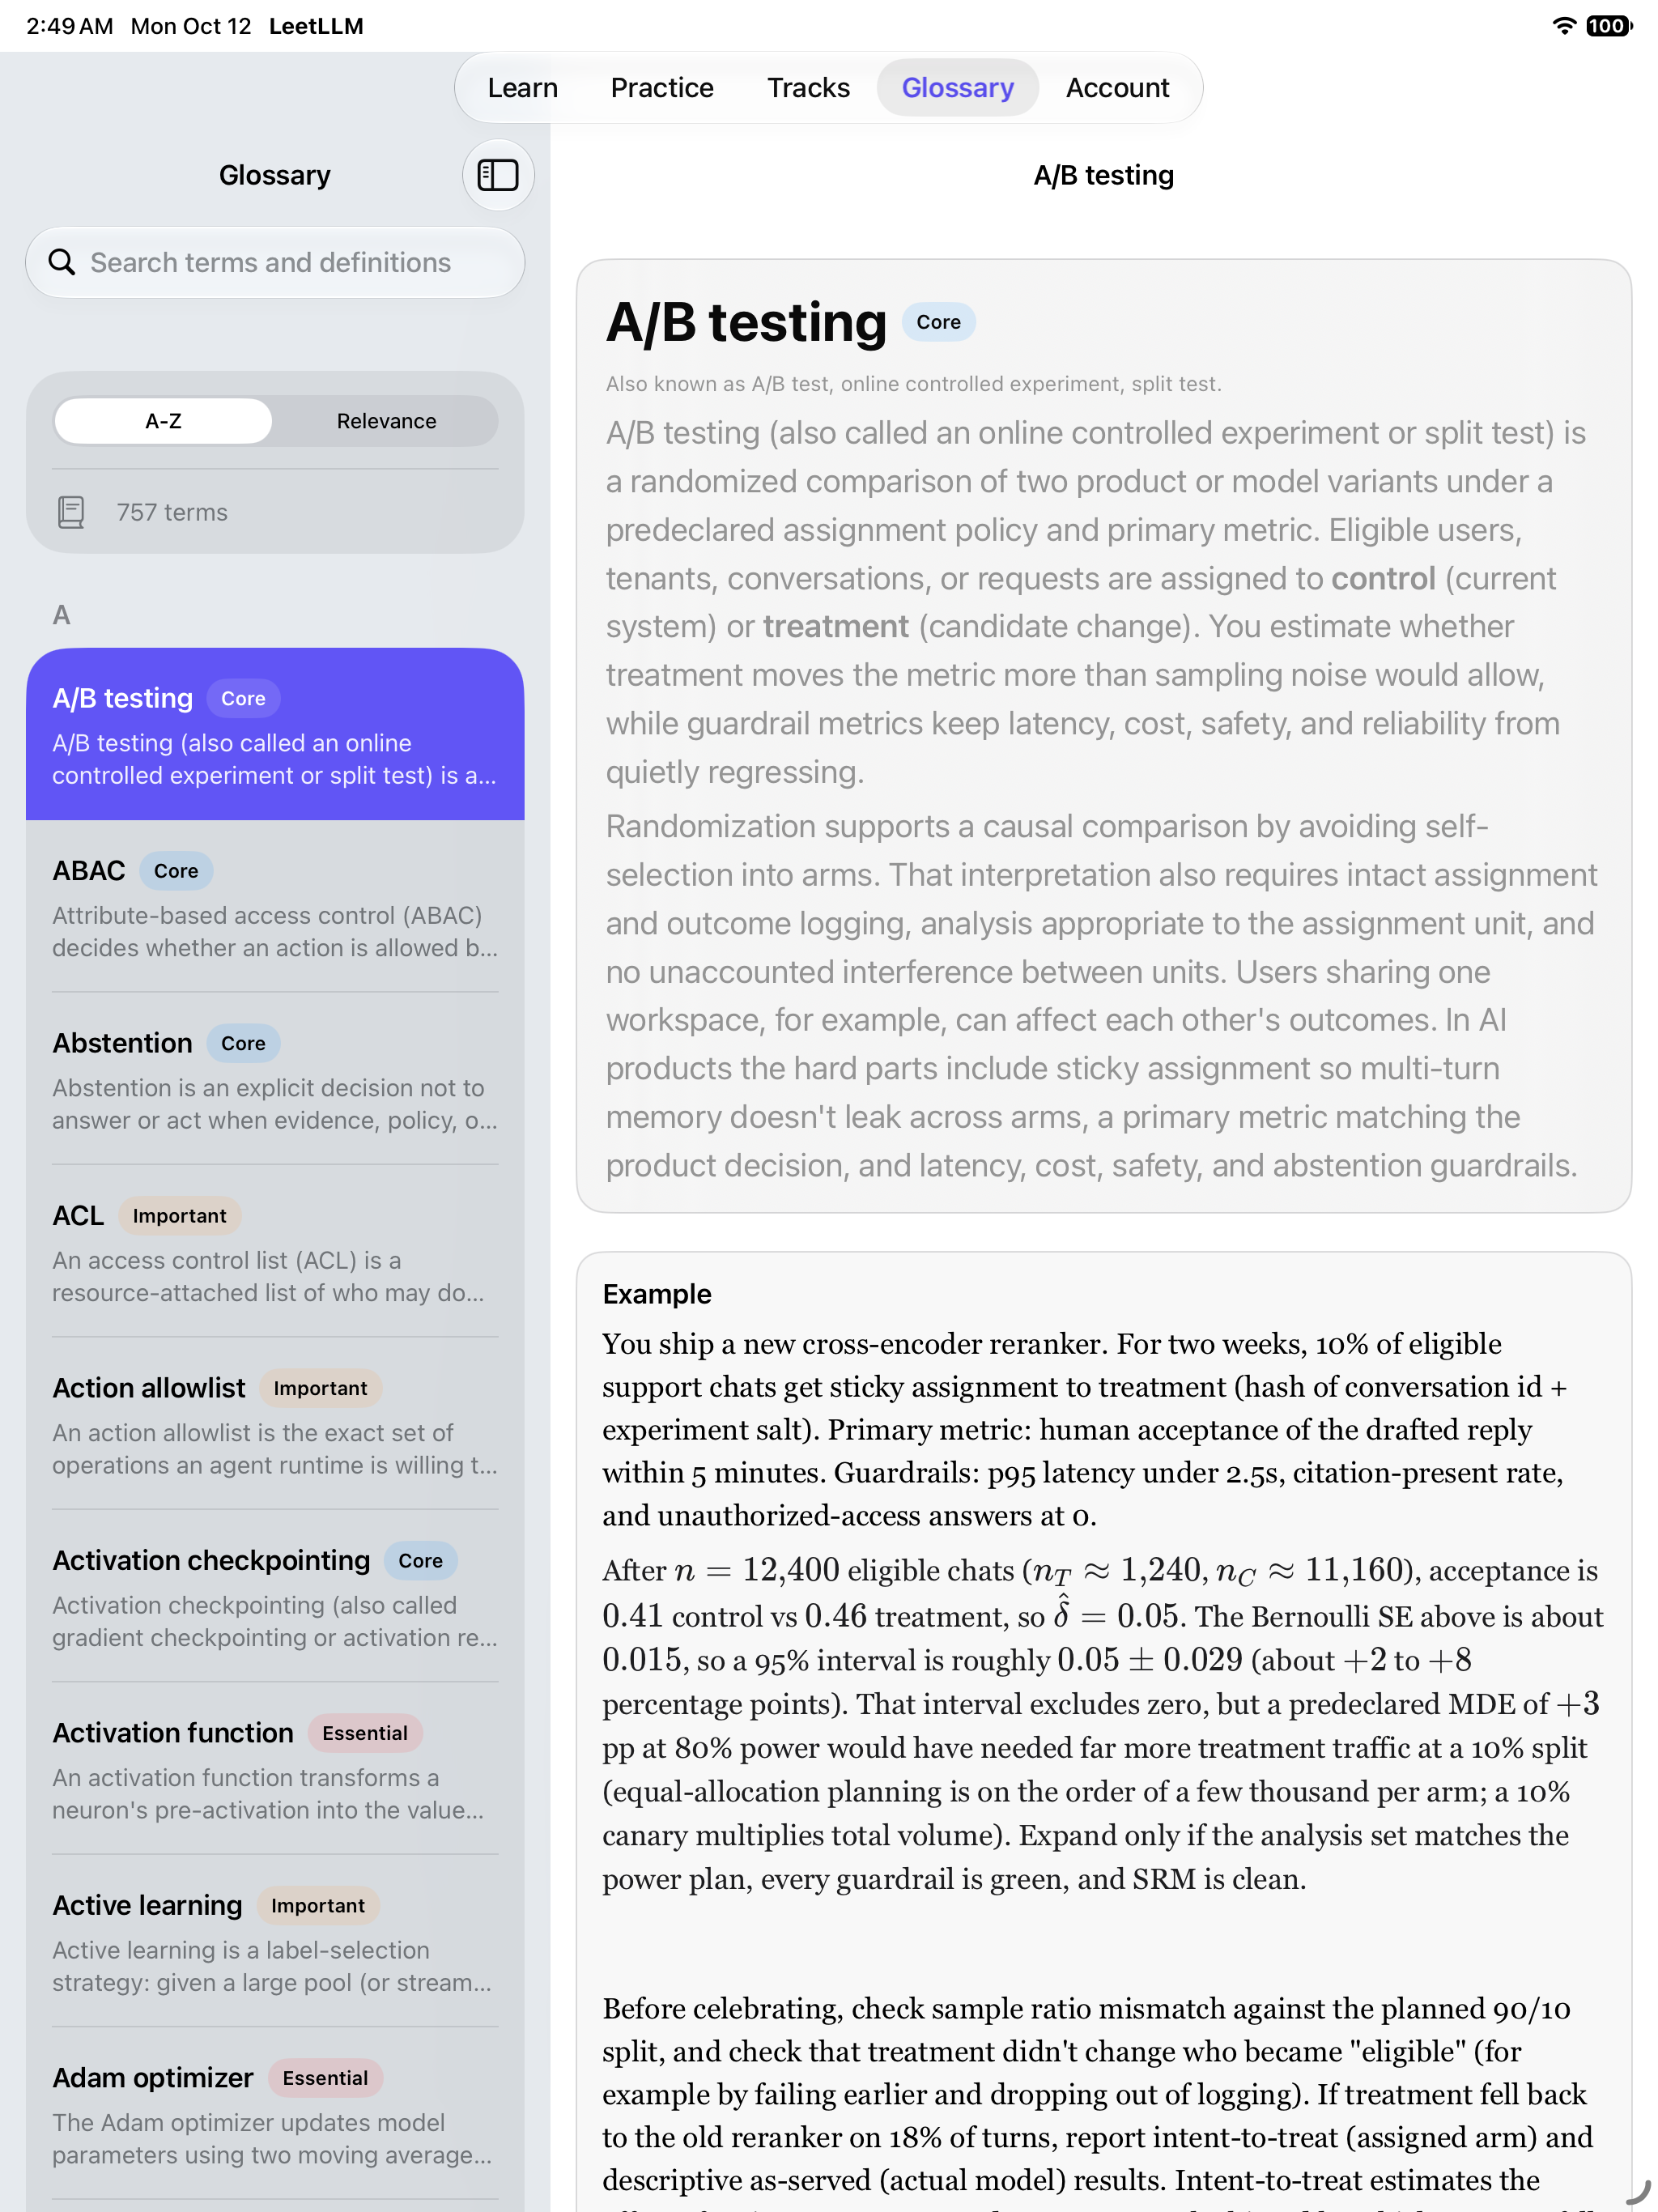 2:49 AM Mon Oct 12 LeetLLM
100
Learn Practice Tracks Glossary Account
Glossary
Search terms and definitions
A-Z Relevance
757 terms
A
A/B testing Core
A/B testing (also called an online
controlled experiment or split test) is a...
ABAC Core
Attribute-based access control (ABAC)
decides whether an action is allowed b...
Abstention Core
Abstention is an explicit decision not to
answer or act when evidence, policy, o...
ACL Important
An access control list (ACL) is a
resource-attached list of who may do...
Action allowlist Important
An action allowlist is the exact set of
operations an agent runtime is willing t...
Activation checkpointing Core
Activation checkpointing (also called
gradient checkpointing or activation re...
Activation function Essential
An activation function transforms a
neuron's pre-activation into the value...
Active learning Important
Active learning is a label-selection
strategy: given a large pool (or stream...
Adam optimizer Essential
The Adam optimizer updates model
parameters using two moving average...
A/B testing
A/B testing Core
Also known as A/B test, online controlled experiment, split test.
A/B testing (also called an online controlled experiment or split test) is
a randomized comparison of two product or model variants under a
predeclared assignment policy and primary metric. Eligible users,
tenants, conversations, or requests are assigned to control (current
system) or treatment (candidate change). You estimate whether
treatment moves the metric more than sampling noise would allow,
while guardrail metrics keep latency, cost, safety, and reliability from
quietly regressing.
Randomization supports a causal comparison by avoiding self-
selection into arms. That interpretation also requires intact assignment
and outcome logging, analysis appropriate to the assignment unit, and
no unaccounted interference between units. Users sharing one
workspace, for example, can affect each other's outcomes. In AI
products the hard parts include sticky assignment so multi-turn
memory doesn't leak across arms, a primary metric matching the
product decision, and latency, cost, safety, and abstention guardrails.
Example
You ship a new cross-encoder reranker. For two weeks, 10% of eligible
support chats get sticky assignment to treatment (hash of conversation id +
experiment salt). Primary metric: human acceptance of the drafted reply
within 5 minutes. Guardrails: p95 latency under 2.5s, citation-present rate,
and unauthorized-access answers at 0.
After n = 12,400 eligible chats (n_T ≈ 1,240, n_C ≈ 11,160), acceptance is
0.41 control vs 0.46 treatment, so δ̂ = 0.05. The Bernoulli SE above is about
0.015, so a 95% interval is roughly 0.05 ± 0.029 (about +2 to +8
percentage points). That interval excludes zero, but a predeclared MDE of +3
pp at 80% power would have needed far more treatment traffic at a 10% split
(equal-allocation planning is on the order of a few thousand per arm; a 10%
canary multiplies total volume). Expand only if the analysis set matches the
power plan, every guardrail is green, and SRM is clean.
Before celebrating, check sample ratio mismatch against the planned 90/10
split, and check that treatment didn't change who became "eligible" (for
example by failing earlier and dropping out of logging). If treatment fell back
to the old reranker on 18% of turns, report intent-to-treat (assigned arm) and
descriptive as-served (actual model) results. Intent-to-treat estimates the